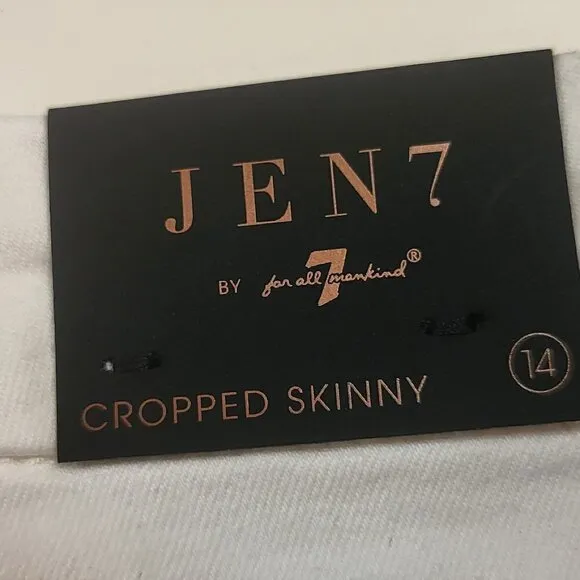 JEN7
BY for all 7 mankind®
CROPPED SKINNY
14